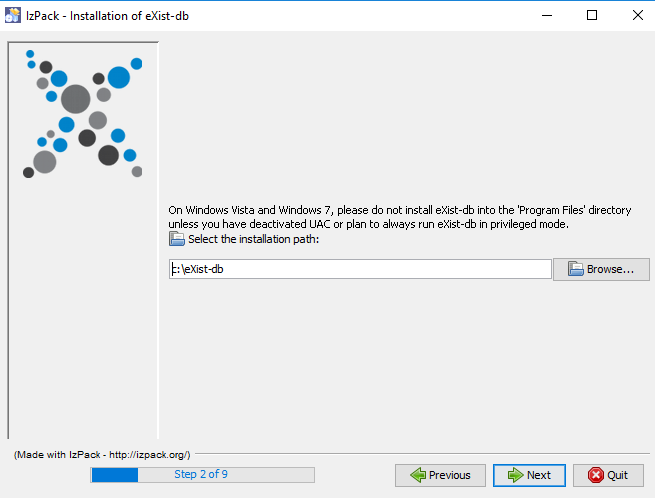 IzPack - Installation of eXist-db
On Windows Vista and Windows 7, please do not install eXist-db into the 'Program Files' directory
unless you have deactivated UAC or plan to always run eXist-db in privileged mode.
Select the installation path:
c:\eXist-db
Browse...
(Made with IzPack - http://izpack.org/)
Step 2 of 9
Previous
Next
Quit